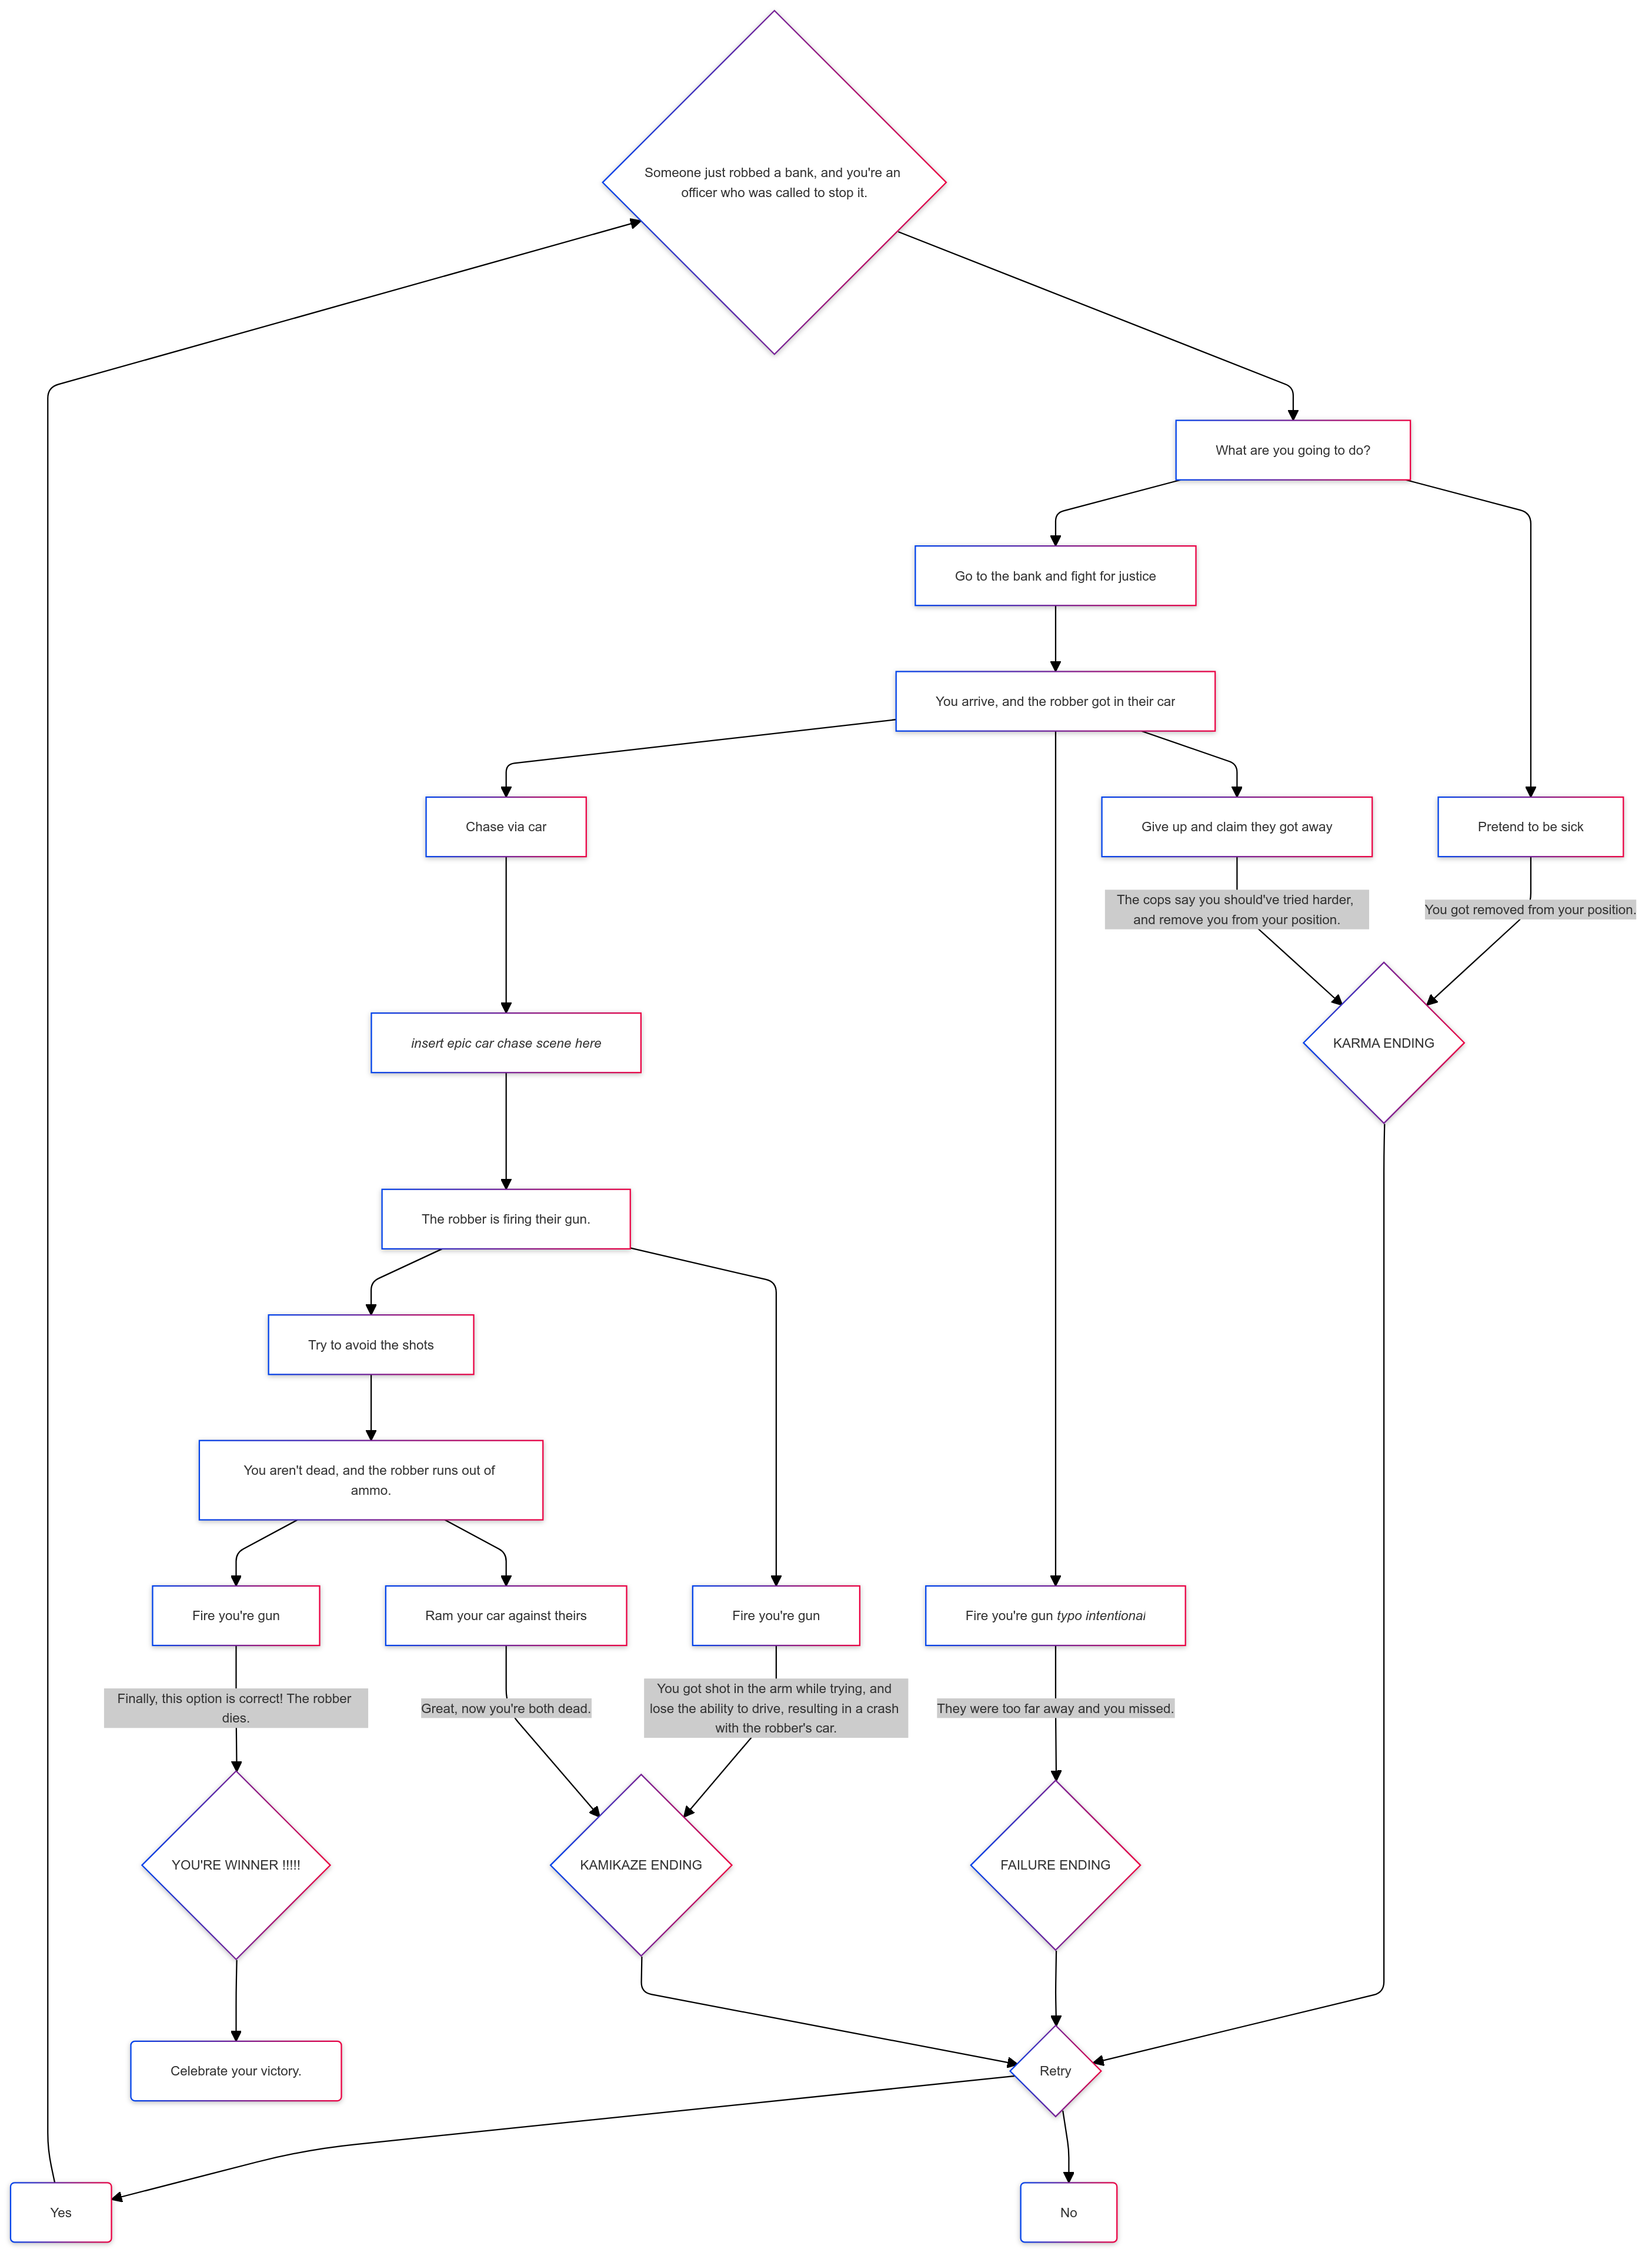 Someone just robbed a bank, and you're an
officer who was called to stop it.
What are you going to do?
Go to the bank and fight for justice
You arrive, and the robber got in their car
Chase via car
Give up and claim they got away
Pretend to be sick
The cops say you should've tried harder,
and remove you from your position.
You got removed from your position.
insert epic car chase scene here
KARMA ENDING
The robber is firing their gun.
Try to avoid the shots
You aren't dead, and the robber runs out of
ammo.
Fire you're gun
Ram your car against theirs
Fire you're gun
Fire you're gun typo intentional
Finally, this option is correct! The robber
dies.
Great, now you're both dead.
You got shot in the arm while trying, and
lose the ability to drive, resulting in a crash
with the robber's car.
They were too far away and you missed.
YOU'RE WINNER !!!!!
KAMIKAZE ENDING
FAILURE ENDING
Celebrate your victory.
Retry
Yes
No